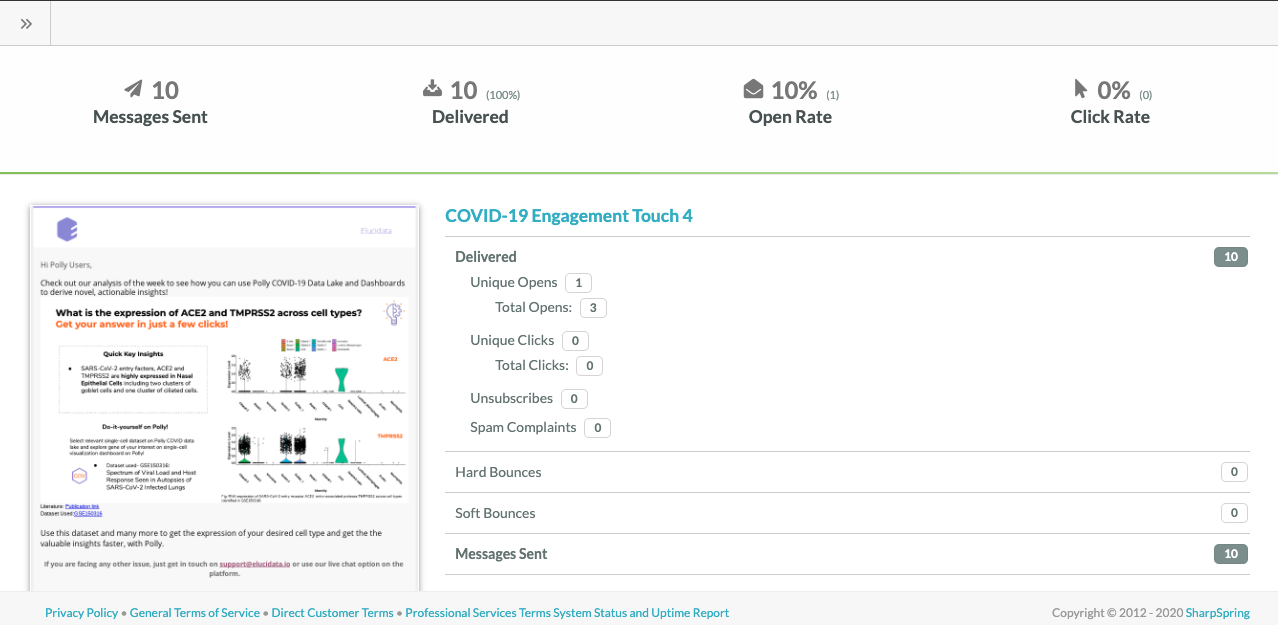 10
Messages Sent
10 (100%)
Delivered
10% (1)
Open Rate
0% (0)
Click Rate
Elucidata
Hi Polly Users,
Check out our analysis of the week to see how you can use Polly COVID-19 Data Lake and Dashboards
to derive novel, actionable insights!
What is the expression of ACE2 and TMPRSS2 across cell types?
Get your answer in just a few clicks!
Quick Key Insights
SARS-CoV-2 entry factors, ACE2 and
TMPRSS2 are highly expressed in Nasal
Epithelial Cells including two clusters of
goblet cells and one cluster of ciliated cells.
ACE2
Do-it-yourself on Polly!
Select relevant single-cell dataset on Polly COVID data
lake and explore gene of your interest on single-cell
visualization dashboard on Polly!
Dataset used- GSE150316:
Spectrum of Viral Load and Host
Response Seen in Autopsies of
SARS-CoV-2 Infected Lungs
TMPRSS2
Literature: Publication link
Dataset Used:GSE150316
Use this dataset and many more to get the expression of your desired cell type and get the the
valuable insights faster, with Polly.
If you are facing any other issue, just get in touch on support@elucidata.io or use our live chat option on the
platform.
COVID-19 Engagement Touch 4
Delivered 10
Unique Opens 1
Total Opens: 3
Unique Clicks 0
Total Clicks: 0
Unsubscribes 0
Spam Complaints 0
Hard Bounces 0
Soft Bounces 0
Messages Sent 10
Privacy Policy • General Terms of Service • Direct Customer Terms • Professional Services Terms System Status and Uptime Report
Copyright © 2012 - 2020 SharpSpring